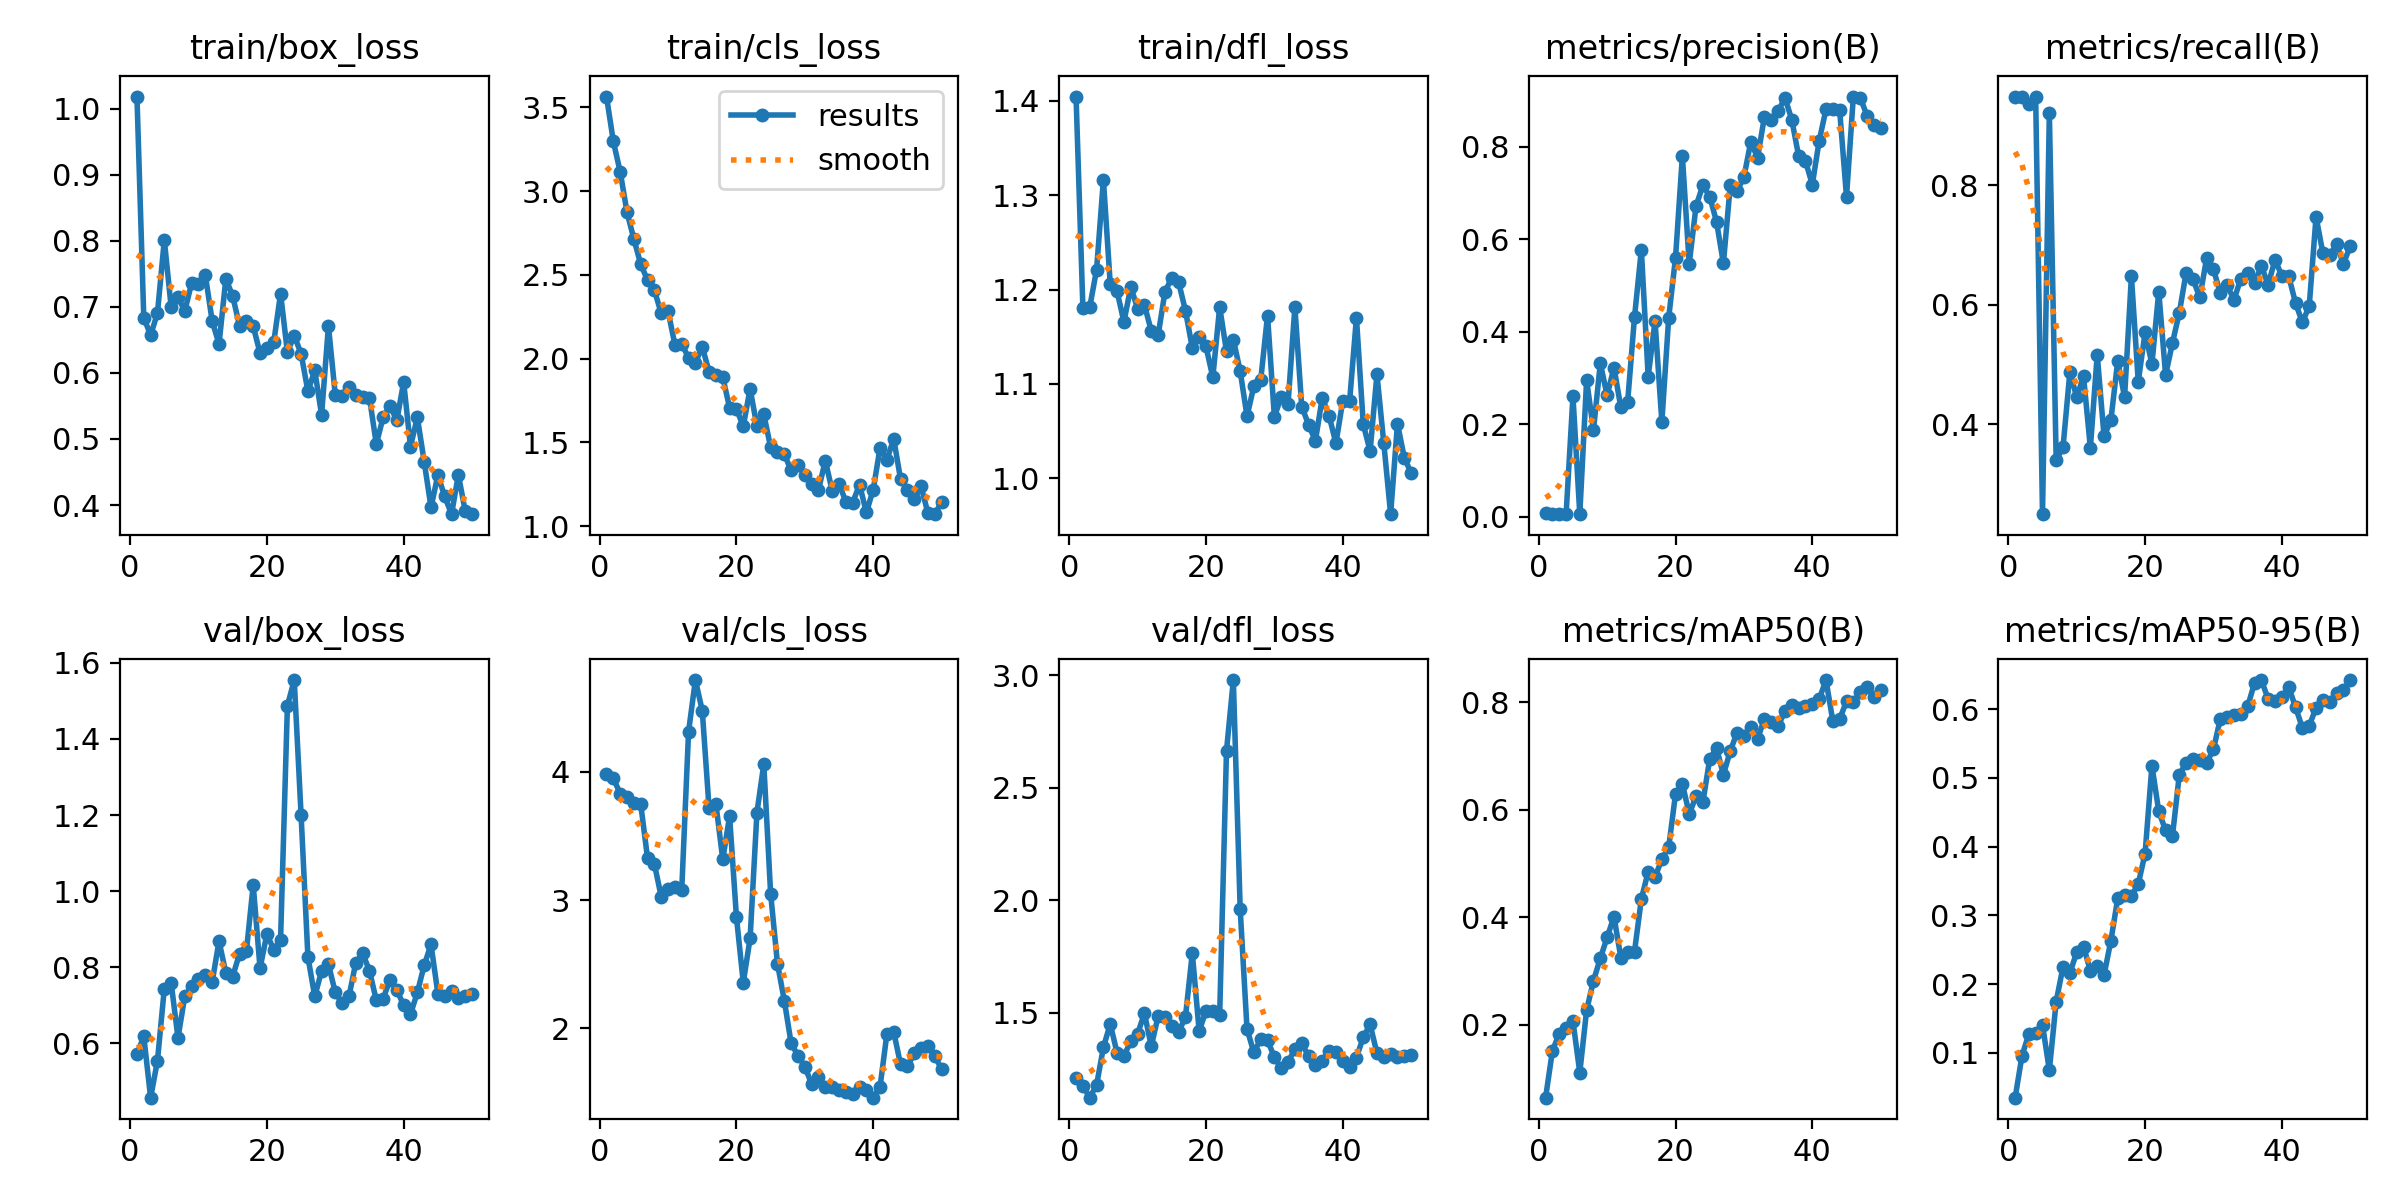 train/box_loss
train/cls_loss
train/dfl_loss
metrics/precision(B)
metrics/recall(B)
1.0
0.9
0.8
0.7
0.6
0.5
0.4
0 20 40
3.5
3.0
2.5
2.0
1.5
1.0
0 20 40
results
smooth
1.4
1.3
1.2
1.1
1.0
0 20 40
0.8
0.6
0.4
0.2
0.0
0 20 40
0.8
0.6
0.4
0 20 40
val/box_loss
val/cls_loss
val/dfl_loss
metrics/mAP50(B)
metrics/mAP50-95(B)
1.6
1.4
1.2
1.0
0.8
0.6
0 20 40
4
3
2
0 20 40
3.0
2.5
2.0
1.5
0 20 40
0.8
0.6
0.4
0.2
0 20 40
0.6
0.5
0.4
0.3
0.2
0.1
0 20 40